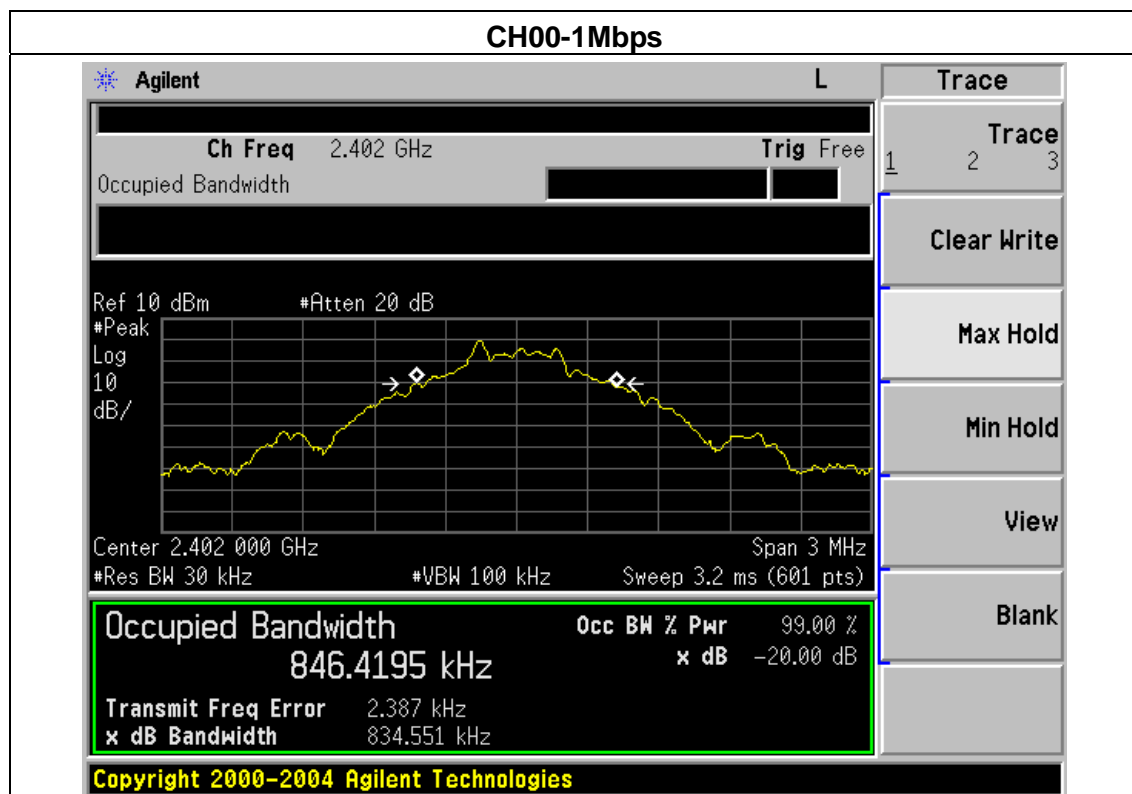 CH00-1Mbps
Agilent L Trace
Ch Freq 2.402 GHz Trig Free
Occupied Bandwidth
Trace
1 2 3
Clear Write
Max Hold
Min Hold
View
Blank
Ref 10 dBm #Atten 20 dB
#Peak
Log
10
dB/
Center 2.402 000 GHz Span 3 MHz
#Res BW 30 kHz #VBW 100 kHz Sweep 3.2 ms (601 pts)
Occupied Bandwidth Occ BW % Pwr 99.00 %
846.4195 kHz x dB -20.00 dB
Transmit Freq Error 2.387 kHz
x dB Bandwidth 834.551 kHz
Copyright 2000-2004 Agilent Technologies